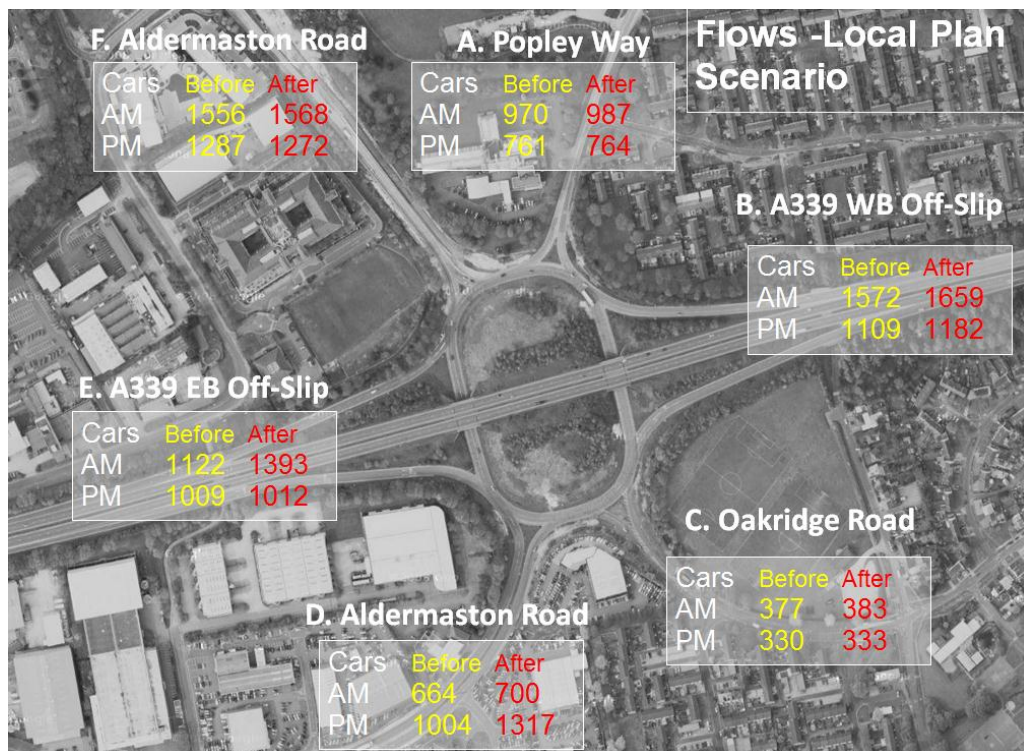 F. Aldermaston Road
Cars Before After
AM 1556 1568
PM 1287 1272
A. Popley Way
Cars Before After
AM 970 987
PM 761 764
Flows -Local Plan
Scenario
B. A339 WB Off-Slip
Cars Before After
AM 1572 1659
PM 1109 1182
E. A339 EB Off-Slip
Cars Before After
AM 1122 1393
PM 1009 1012
C. Oakridge Road
Cars Before After
AM 377 383
PM 330 333
D. Aldermaston Road
Cars Before After
AM 664 700
PM 1004 1317